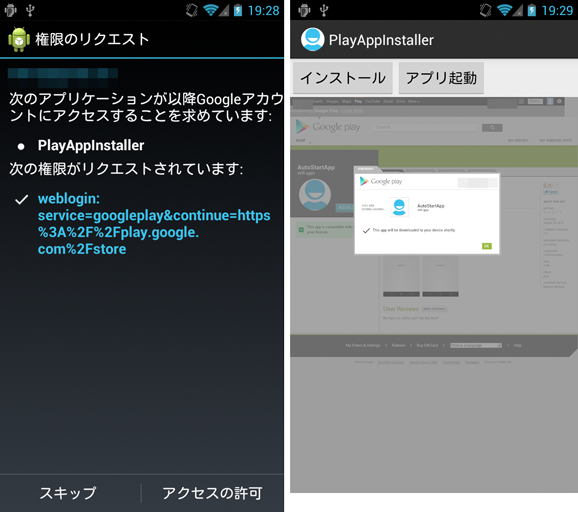 19:28
権限のリクエスト
次のアプリケーションが以降Googleアカウ
ントにアクセスすることを求めています:
● PlayAppInstaller
次の権限がリクエストされています:
weblogin:
service=googleplay&continue=https
%3A%2F%2Fplay.google.
com%2Fstore
スキップ アクセスの許可
19:29
PlayAppInstaller
インストール アプリ起動
Google play
Google play
AutoStartApp
AutoStartApp
This app will be downloaded to your device shortly.
OK
User Reviews